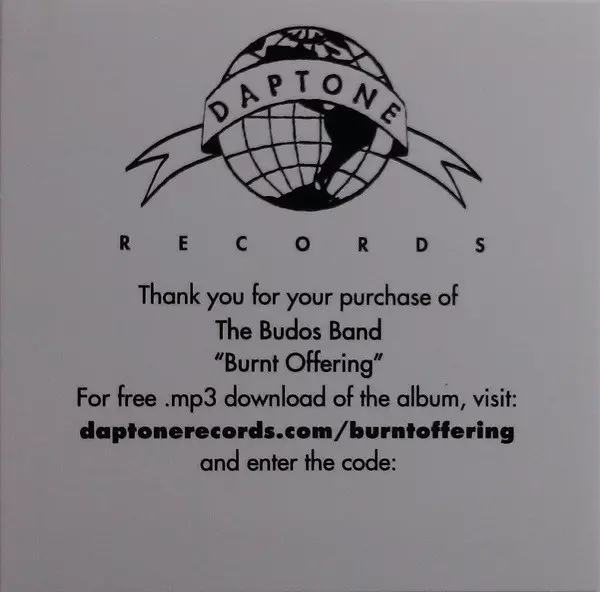 DAPTONE
RECORDS
Thank you for your purchase of
The Budos Band
“Burnt Offering”
For free .mp3 download of the album, visit:
daptonerecords.com/burntoffering
and enter the code: